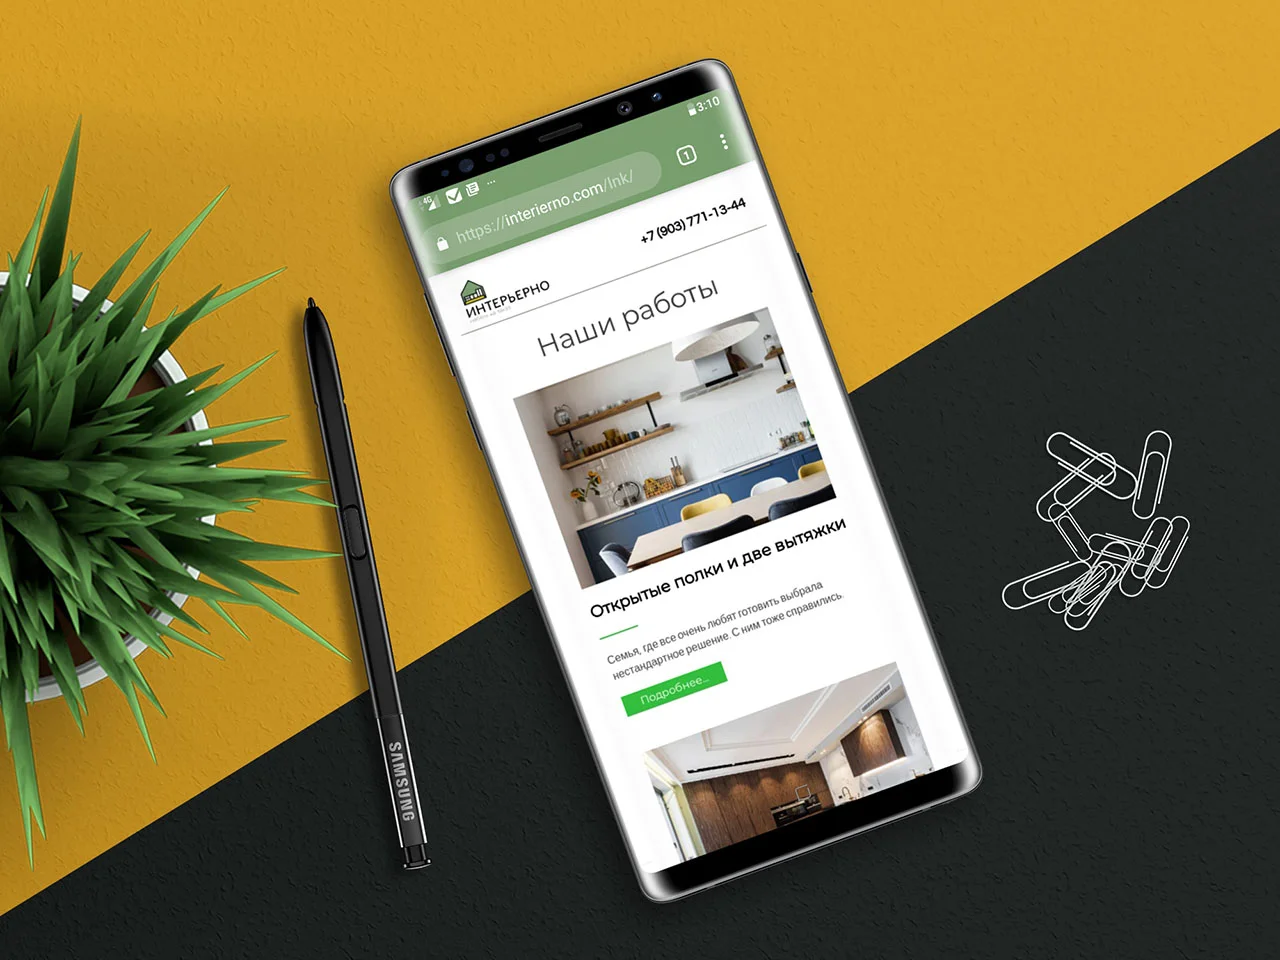 4G
3:10
https://interierno.com/lnk/
1
+7 (903) 771-13-44
ИНТЕРЬЕРНО
Наши работы
Открытые полки и две вытяжки
Семья, где все очень любят готовить выбрала
нестандартное решение. С ним тоже справились.
Подробнее...
SAMSUNG